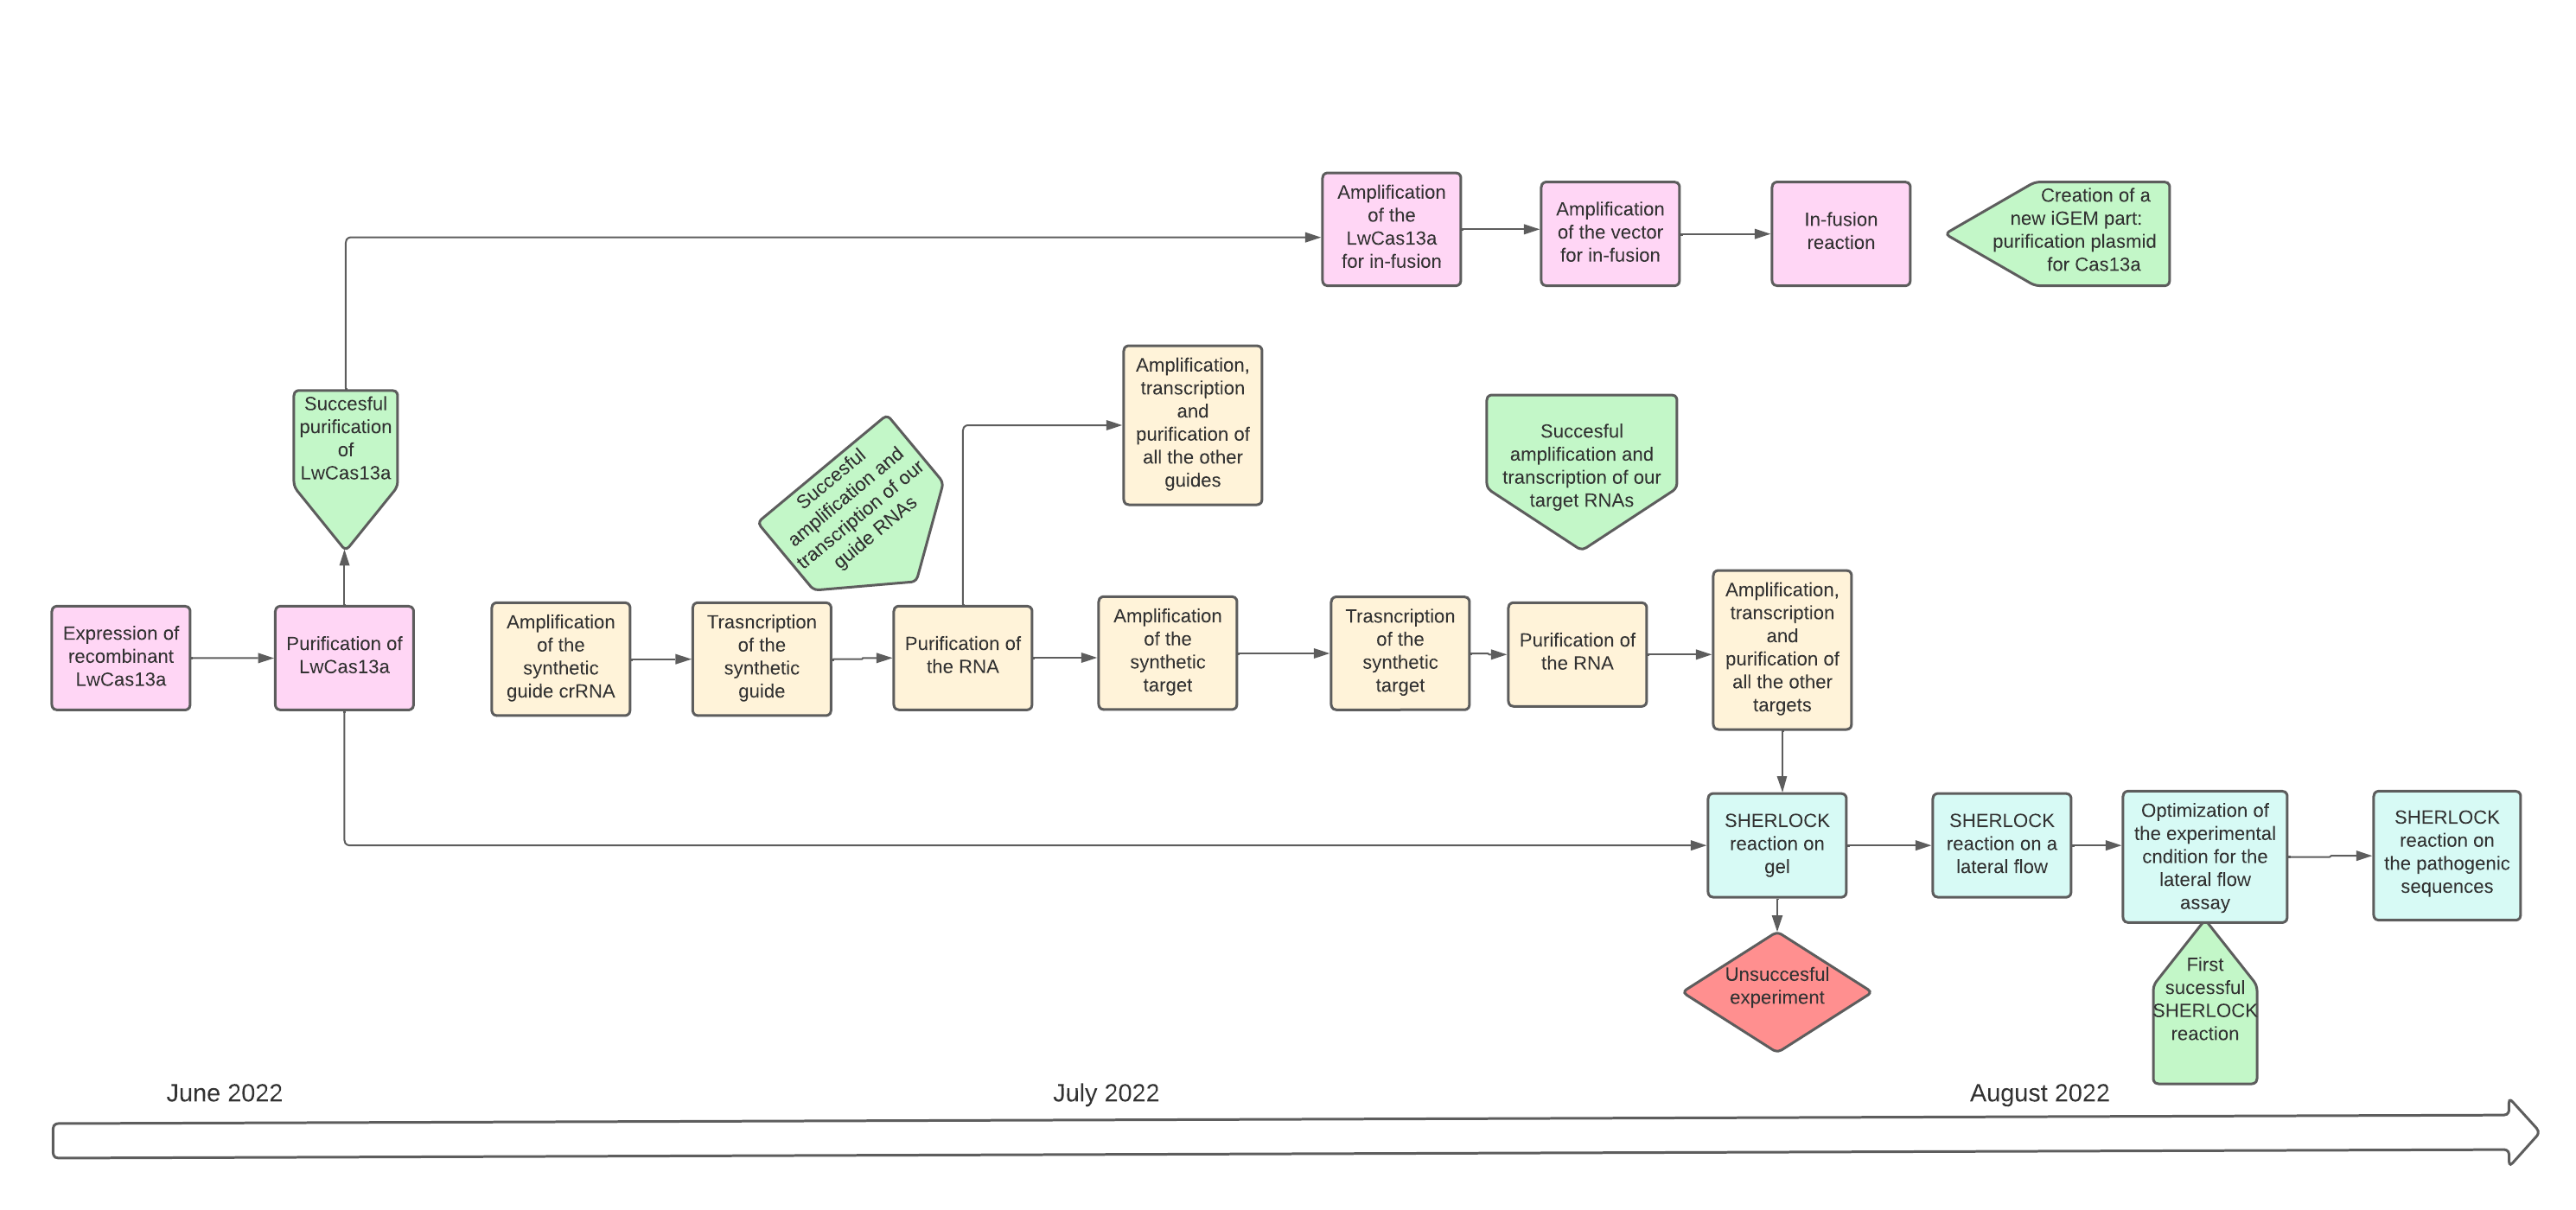 Amplification
of the
LwCas13a
for in-fusion
Amplification
of the vector
for in-fusion
In-fusion
reaction
Creation of a
new iGEM part:
purification plasmid
for Cas13a
Succesful
purification
of
LwCas13a
Succesful
amplification and
transcription of our
guide RNAs
Amplification,
transcription
and
purification of
all the other
guides
Succesful
amplification and
transcription of our
target RNAs
Expression of
recombinant
LwCas13a
Purification of
LwCas13a
Amplification
of the
synthetic
guide crRNA
Trasncription
of the
synthetic
guide
Purification of
the RNA
Amplification
of the
synthetic
target
Trasncription
of the
synthetic
target
Purification of
the RNA
Amplification,
transcription
and
purification of
all the other
targets
SHERLOCK
reaction on
gel
SHERLOCK
reaction on a
lateral flow
Optimization of
the experimental
cndition for the
lateral flow
assay
SHERLOCK
reaction on
the pathogenic
sequences
Unsuccesful
experiment
First
sucessful
SHERLOCK
reaction
June 2022
July 2022
August 2022